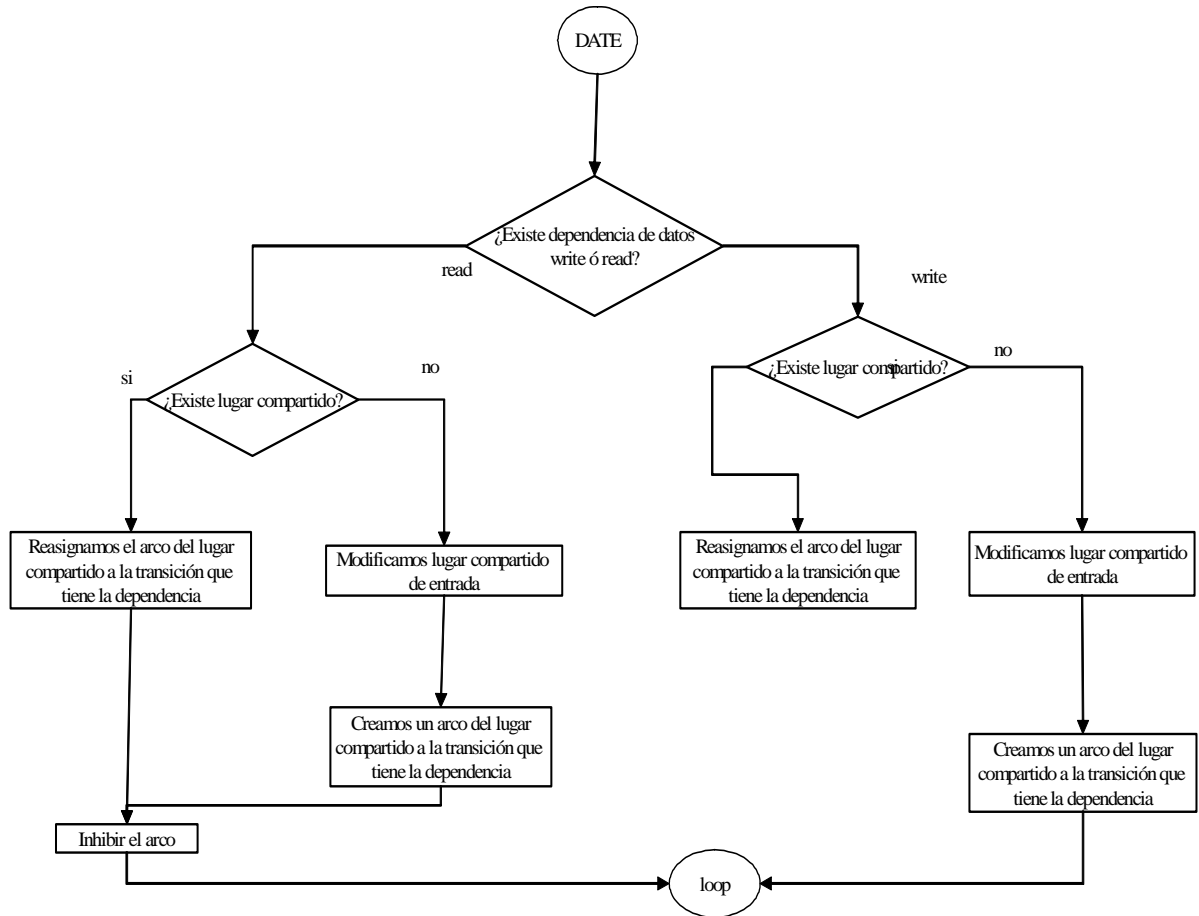 DATE
¿Existe dependencia de datos
write ó read?
read
write
¿Existe lugar compartido?
si
no
¿Existe lugar compartido?
si
no
Reasignamos el arco del lugar
compartido a la transición que
tiene la dependencia
Modificamos lugar compartido
de entrada
Reasignamos el arco del lugar
compartido a la transición que
tiene la dependencia
Modificamos lugar compartido
de entrada
Creamos un arco del lugar
compartido a la transición que
tiene la dependencia
Creamos un arco del lugar
compartido a la transición que
tiene la dependencia
Inhibir el arco
loop